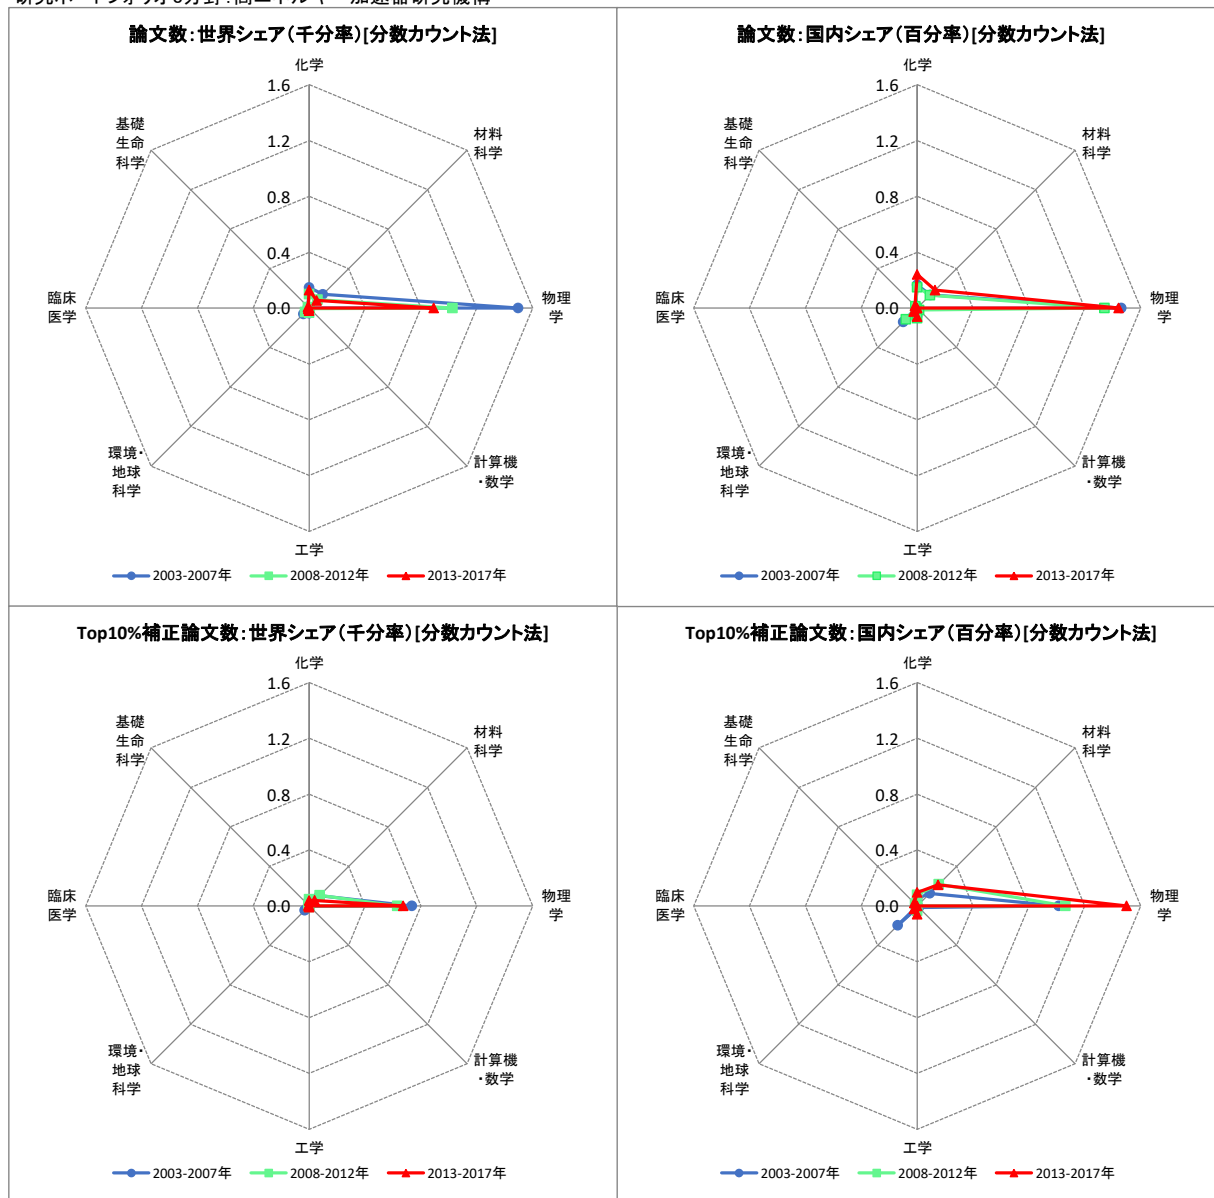 論文数:世界シェア(千分率)[分数カウント法]
化学
1.6
1.2
0.8
0.4
0.0
材料
科学
物理
学
計算機
・数学
工学
環境・
地球
科学
臨床
医学
基礎
生命
科学
2003-2007年 2008-2012年 2013-2017年
論文数:国内シェア(百分率)[分数カウント法]
化学
1.6
1.2
0.8
0.4
0.0
材料
科学
物理
学
計算機
・数学
工学
環境・
地球
科学
臨床
医学
基礎
生命
科学
2003-2007年 2008-2012年 2013-2017年
Top10%補正論文数:世界シェア(千分率)[分数カウント法]
化学
1.6
1.2
0.8
0.4
0.0
材料
科学
物理
学
計算機
・数学
工学
環境・
地球
科学
臨床
医学
基礎
生命
科学
2003-2007年 2008-2012年 2013-2017年
Top10%補正論文数:国内シェア(百分率)[分数カウント法]
化学
1.6
1.2
0.8
0.4
0.0
材料
科学
物理
学
計算機
・数学
工学
環境・
地球
科学
臨床
医学
基礎
生命
科学
2003-2007年 2008-2012年 2013-2017年